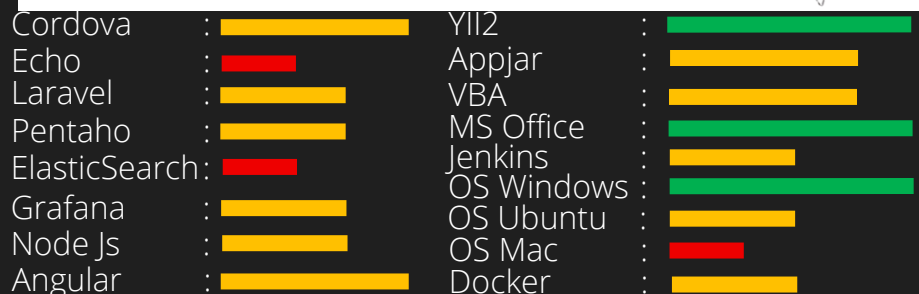 Cordova :
Echo :
Laravel :
Pentaho :
ElasticSearch :
Grafana :
Node Js :
Angular :
YII2 :
Appjar :
VBA :
MS Office :
Jenkins :
OS Windows :
OS Ubuntu :
OS Mac :
Docker :